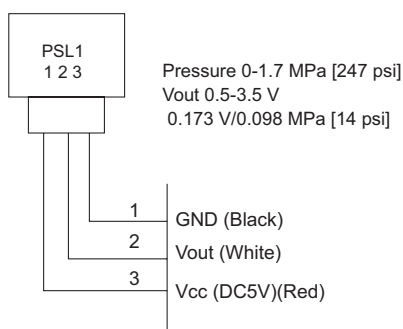 PSL1
1 2 3
Pressure 0-1.7 MPa [247 psi]
Vout 0.5-3.5 V
0.173 V/0.098 MPa [14 psi]
1
GND (Black)
2
Vout (White)
3
Vcc (DC5V)(Red)